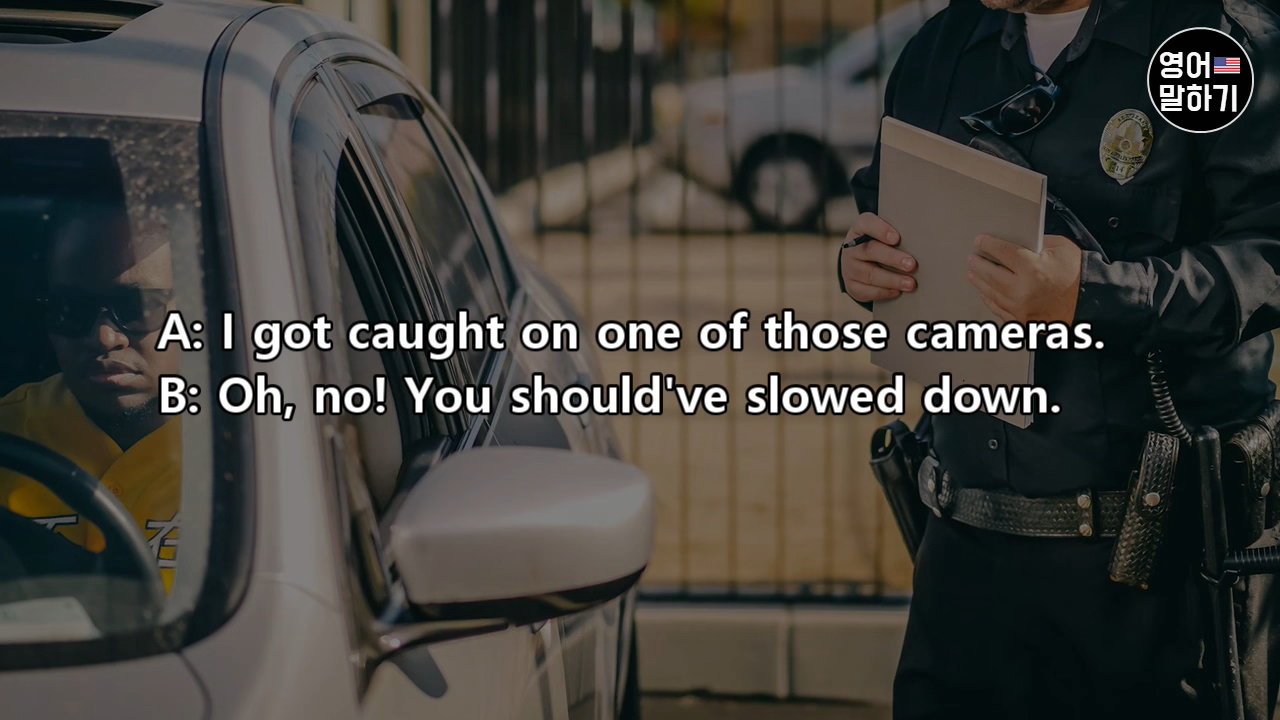 영어
말하기
A: I got caught on one of those cameras.
B: Oh, no! You should've slowed down.